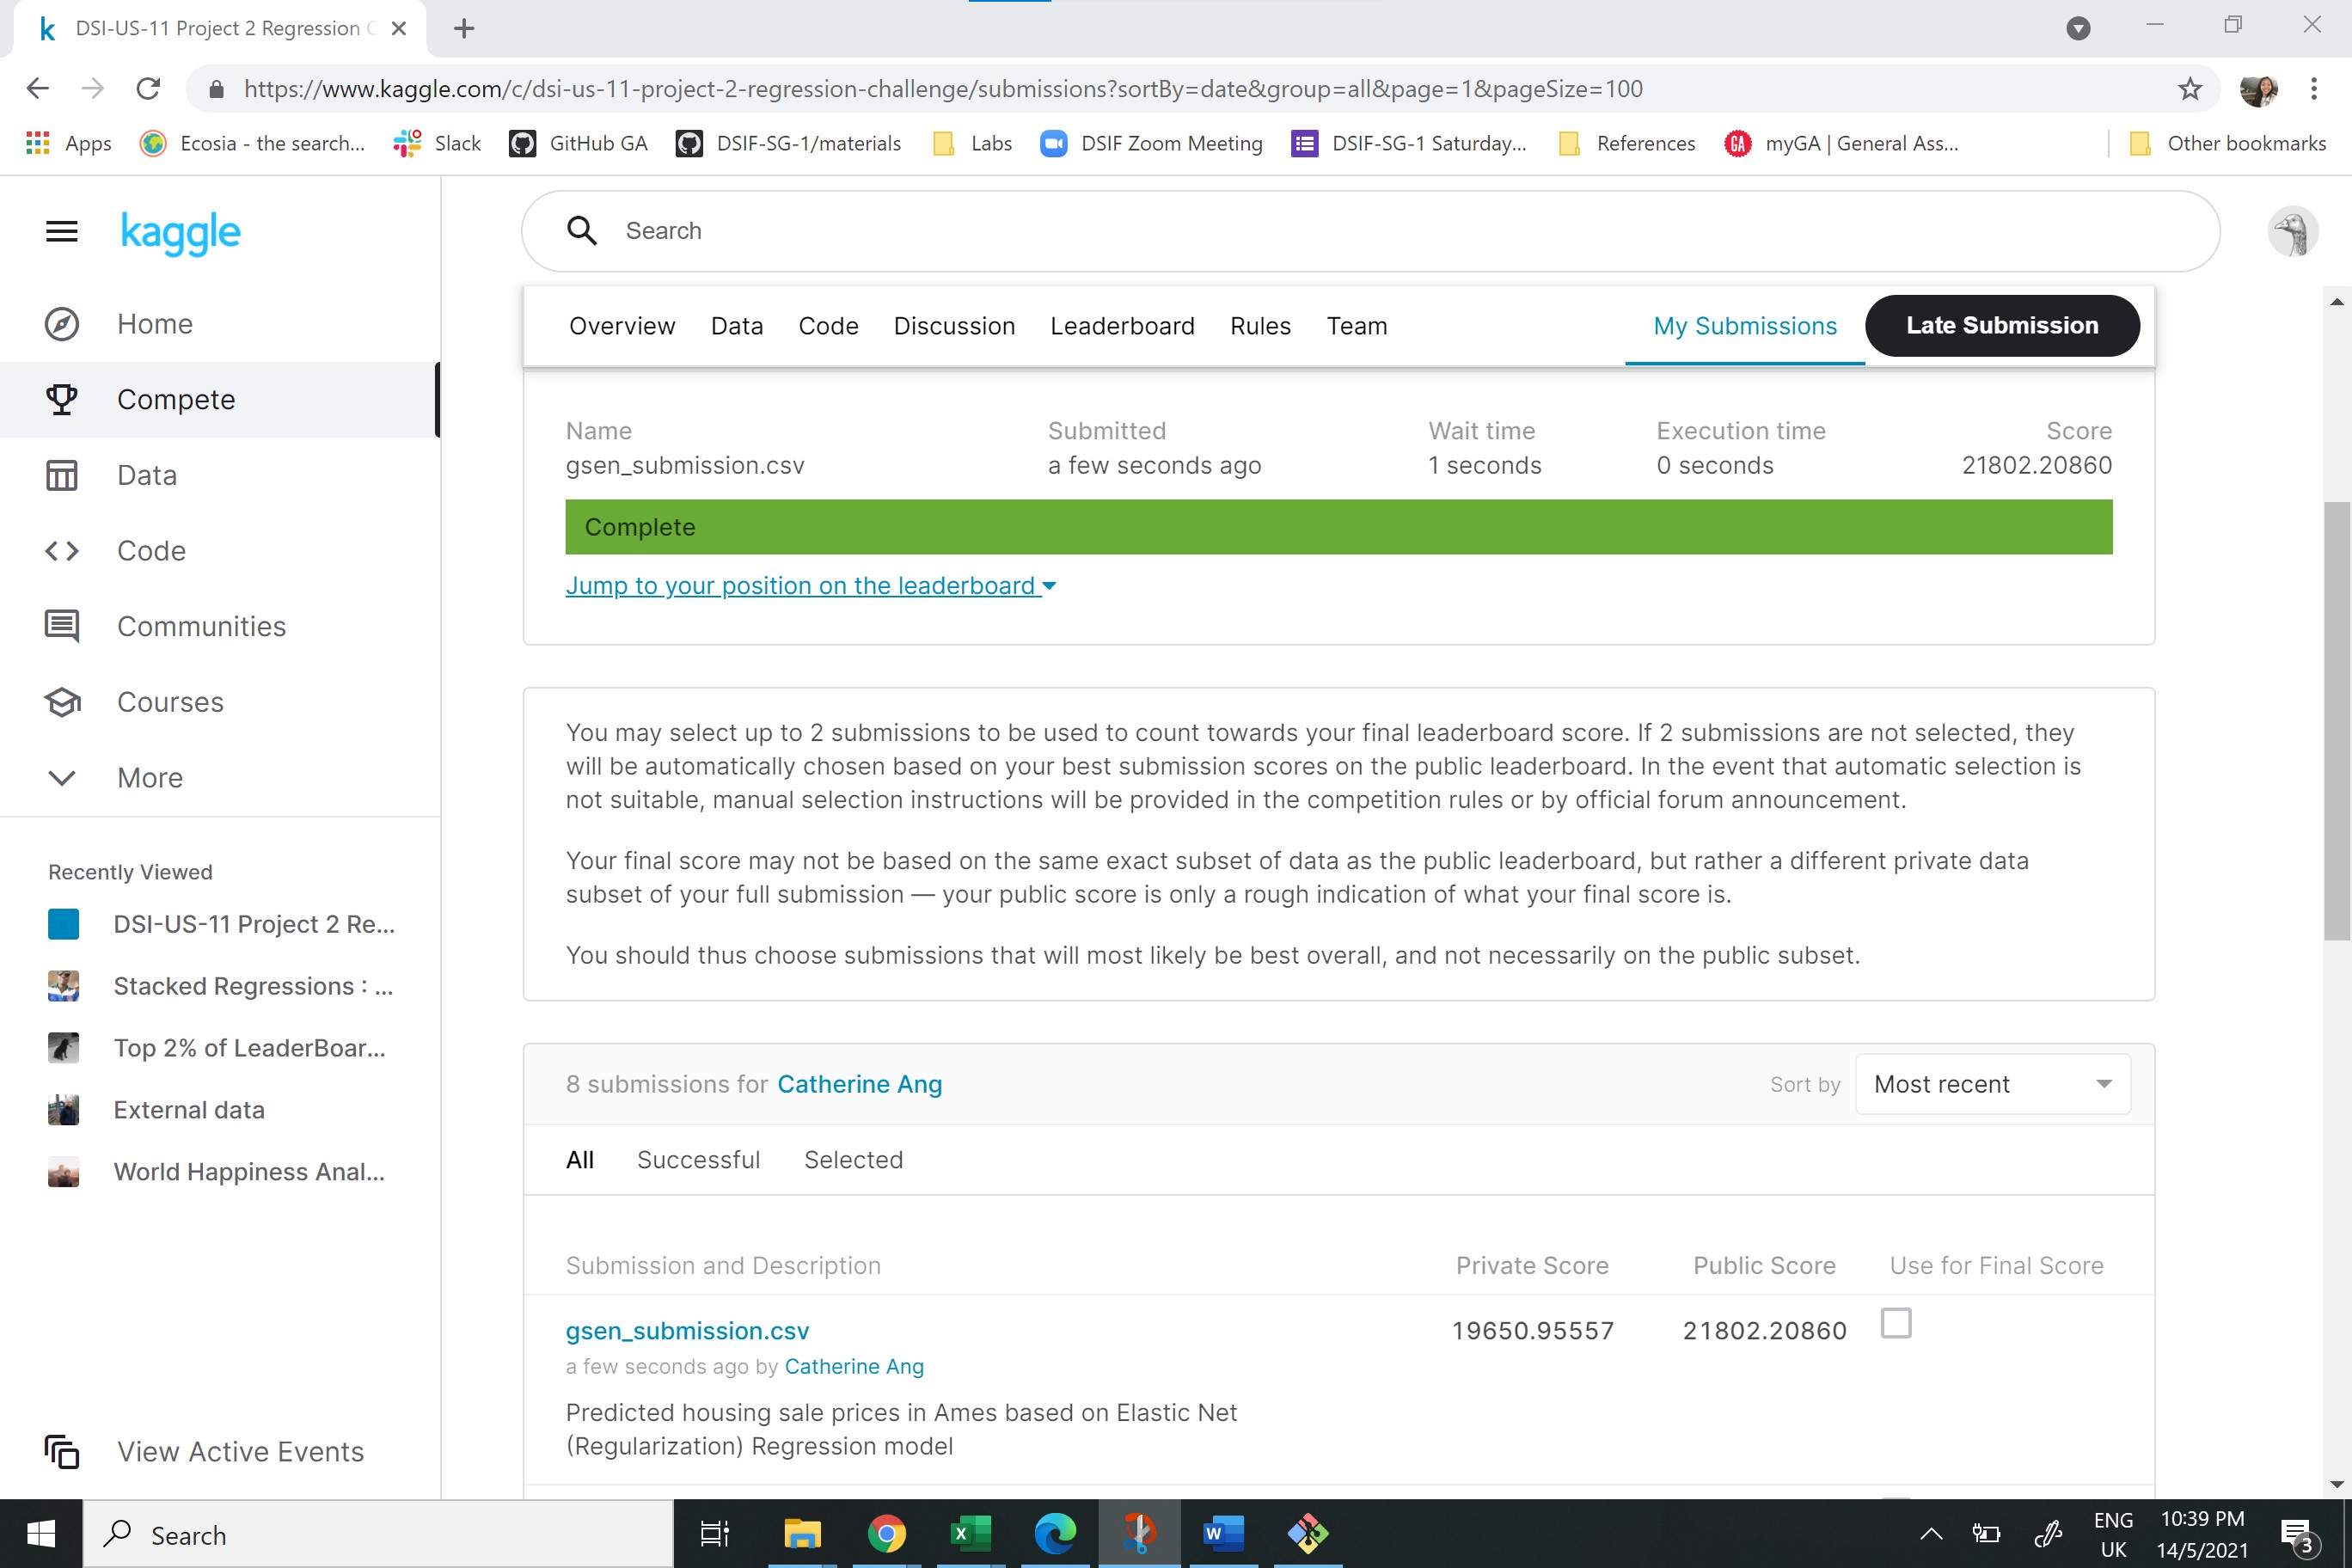 DSI-US-11 Project 2 Regression
https://www.kaggle.com/c/dsi-us-11-project-2-regression-challenge/submissions?sortBy=date&group=all&page=1&pageSize=100
Apps Ecosia - the search... Slack GitHub GA DSIF-SG-1/materials Labs DSIF Zoom Meeting DSIF-SG-1 Saturday... References GA myGA | General Ass... Other bookmarks
kaggle
Search
Home
Compete
Data
Code
Communities
Courses
More
Recently Viewed
DSI-US-11 Project 2 Re...
Stacked Regressions : ...
Top 2% of LeaderBoar...
External data
World Happiness Anal...
View Active Events
Overview Data Code Discussion Leaderboard Rules Team My Submissions Late Submission
Name Submitted Wait time Execution time Score
gsen_submission.csv a few seconds ago 1 seconds 0 seconds 21802.20860
Complete
Jump to your position on the leaderboard
You may select up to 2 submissions to be used to count towards your final leaderboard score. If 2 submissions are not selected, they
will be automatically chosen based on your best submission scores on the public leaderboard. In the event that automatic selection is
not suitable, manual selection instructions will be provided in the competition rules or by official forum announcement.
Your final score may not be based on the same exact subset of data as the public leaderboard, but rather a different private data
subset of your full submission — your public score is only a rough indication of what your final score is.
You should thus choose submissions that will most likely be best overall, and not necessarily on the public subset.
8 submissions for Catherine Ang Sort by Most recent
All Successful Selected
Submission and Description Private Score Public Score Use for Final Score
gsen_submission.csv 19650.95557 21802.20860
a few seconds ago by Catherine Ang
Predicted housing sale prices in Ames based on Elastic Net
(Regularization) Regression model
Search
ENG
UK
10:39 PM
14/5/2021
3